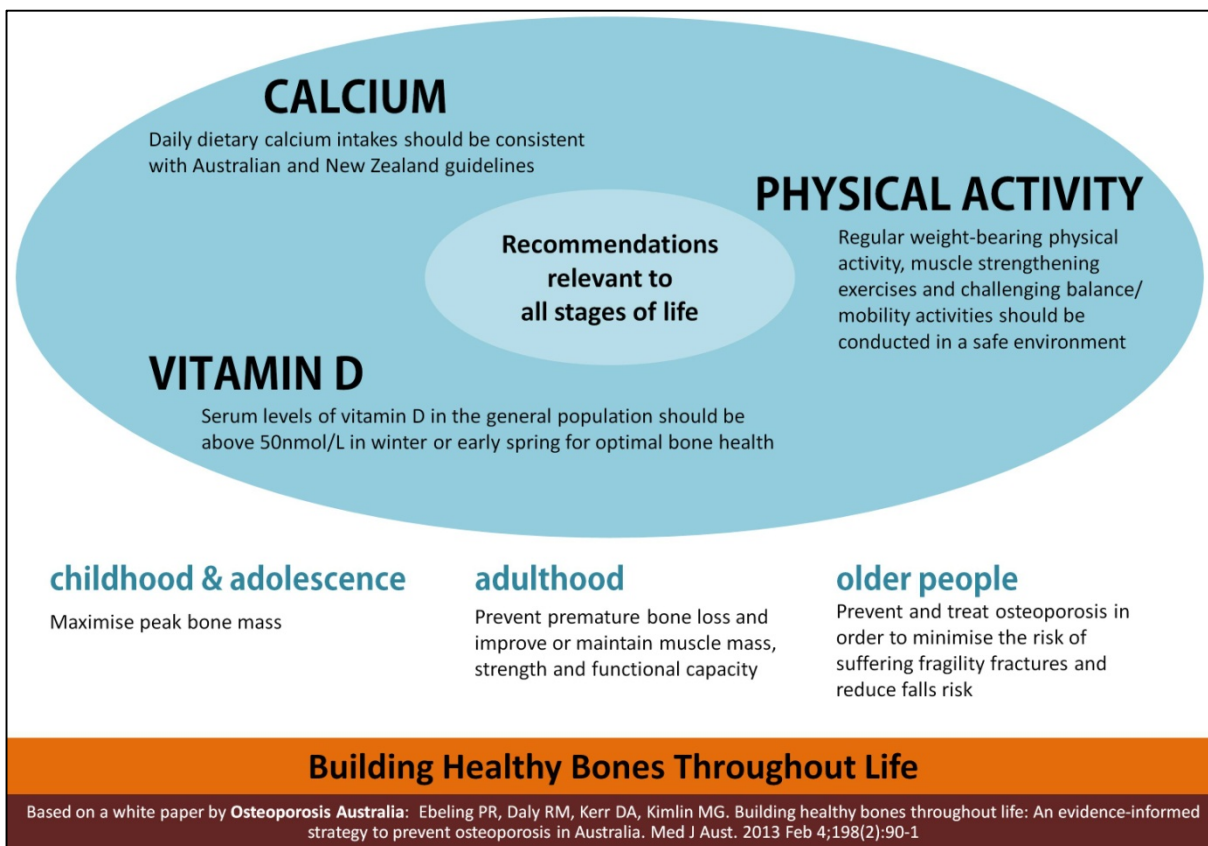 CALCIUM
Daily dietary calcium intakes should be consistent
with Australian and New Zealand guidelines
PHYSICAL ACTIVITY
Regular weight-bearing physical
activity, muscle strengthening
exercises and challenging balance/
mobility activities should be
conducted in a safe environment
Recommendations
relevant to
all stages of life
VITAMIN D
Serum levels of vitamin D in the general population should be
above 50nmol/L in winter or early spring for optimal bone health
childhood & adolescence
Maximise peak bone mass
adulthood
Prevent premature bone loss and
improve or maintain muscle mass,
strength and functional capacity
older people
Prevent and treat osteoporosis in
order to minimise the risk of
suffering fragility fractures and
reduce falls risk
Building Healthy Bones Throughout Life
Based on a white paper by Osteoporosis Australia: Ebeling PR, Daly RM, Kerr DA, Kimlin MG. Building healthy bones throughout life: An evidence-informed
strategy to prevent osteoporosis in Australia. Med J Aust. 2013 Feb 4;198(2):90-1